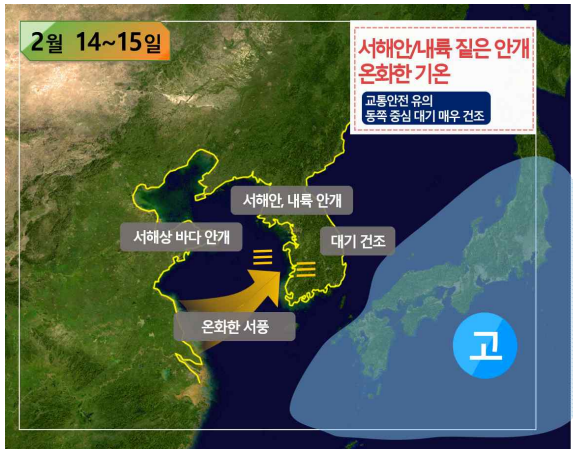 2월 14~15일
서해안/내륙 짙은 안개
온화한 기온
교통안전 유의
동쪽 중심 대기 매우 건조
서해안, 내륙 안개
서해상 바다 안개
대기 건조
온화한 서풍
고